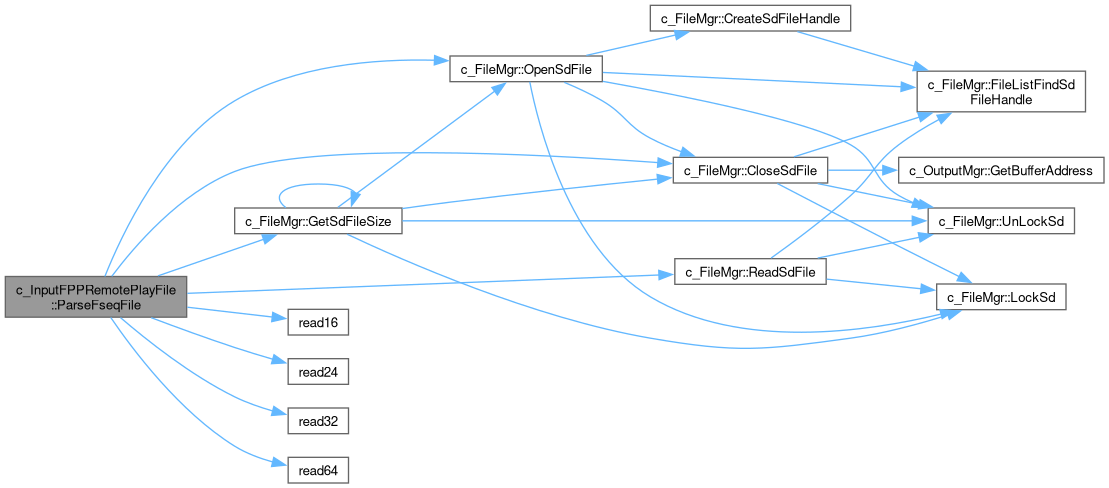 c_FileMgr::CreateSdFileHandle
c_FileMgr::OpenSdFile
c_FileMgr::FileListFindSd
FileHandle
c_FileMgr::CloseSdFile
c_OutputMgr::GetBufferAddress
c_FileMgr::GetSdFileSize
c_FileMgr::UnLockSd
c_FileMgr::ReadSdFile
c_InputFPPRemotePlayFile
::ParseFseqFile
c_FileMgr::LockSd
read16
read24
read32
read64